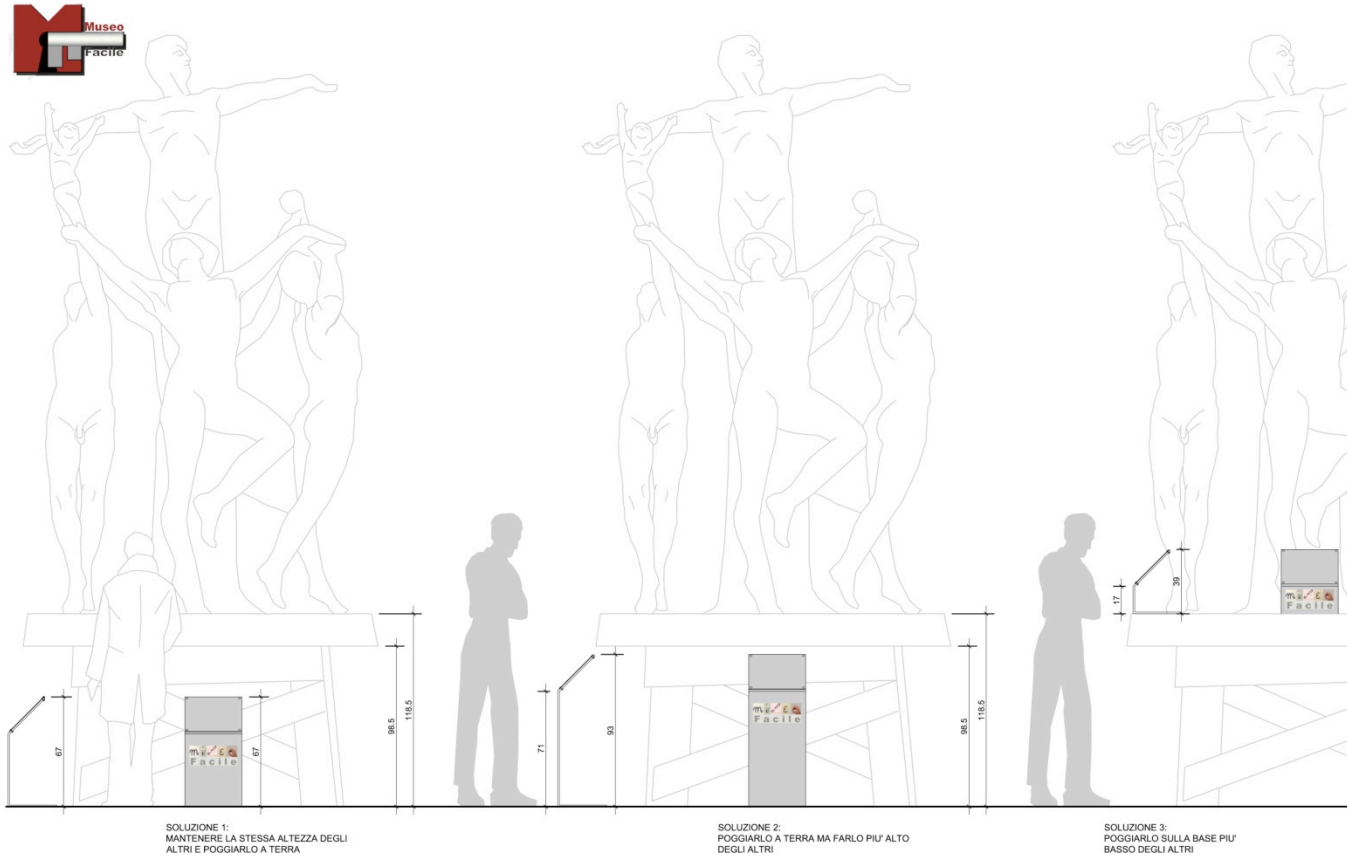 Museo
Facile
67
67
98.5
118.5
Facile
71
93
98.5
118.5
Facile
17
39
Facile
SOLUZIONE 1:
MANTENERE LA STESSA ALTEZZA DEGLI
ALTRI E POGGIARLO A TERRA
SOLUZIONE 2:
POGGIARLO A TERRA MA FARLO PIU' ALTO
DEGLI ALTRI
SOLUZIONE 3:
POGGIARLO SULLA BASE PIU'
BASSO DEGLI ALTRI